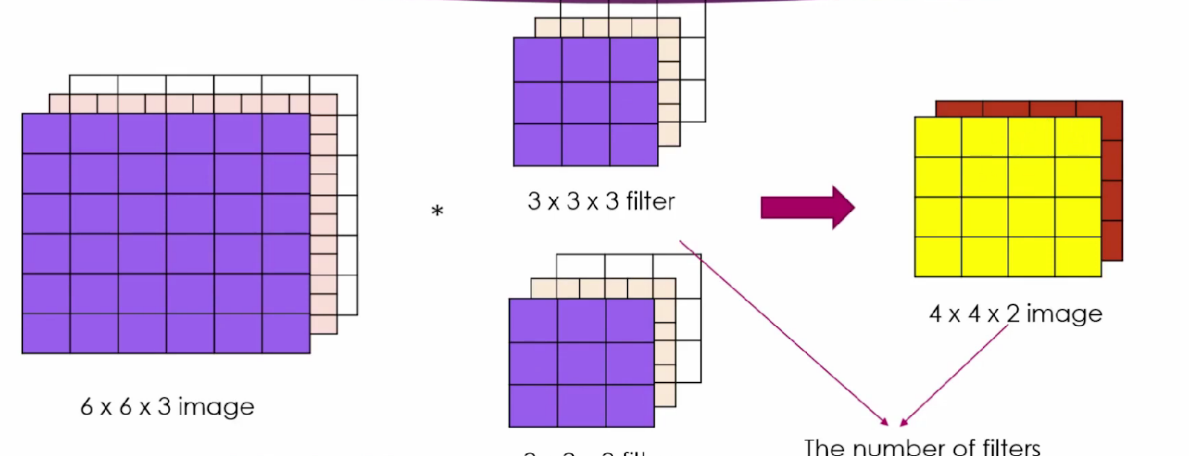 3 x 3 x 3 filter
*
4 x 4 x 2 image
6 x 6 x 3 image
The number of filters